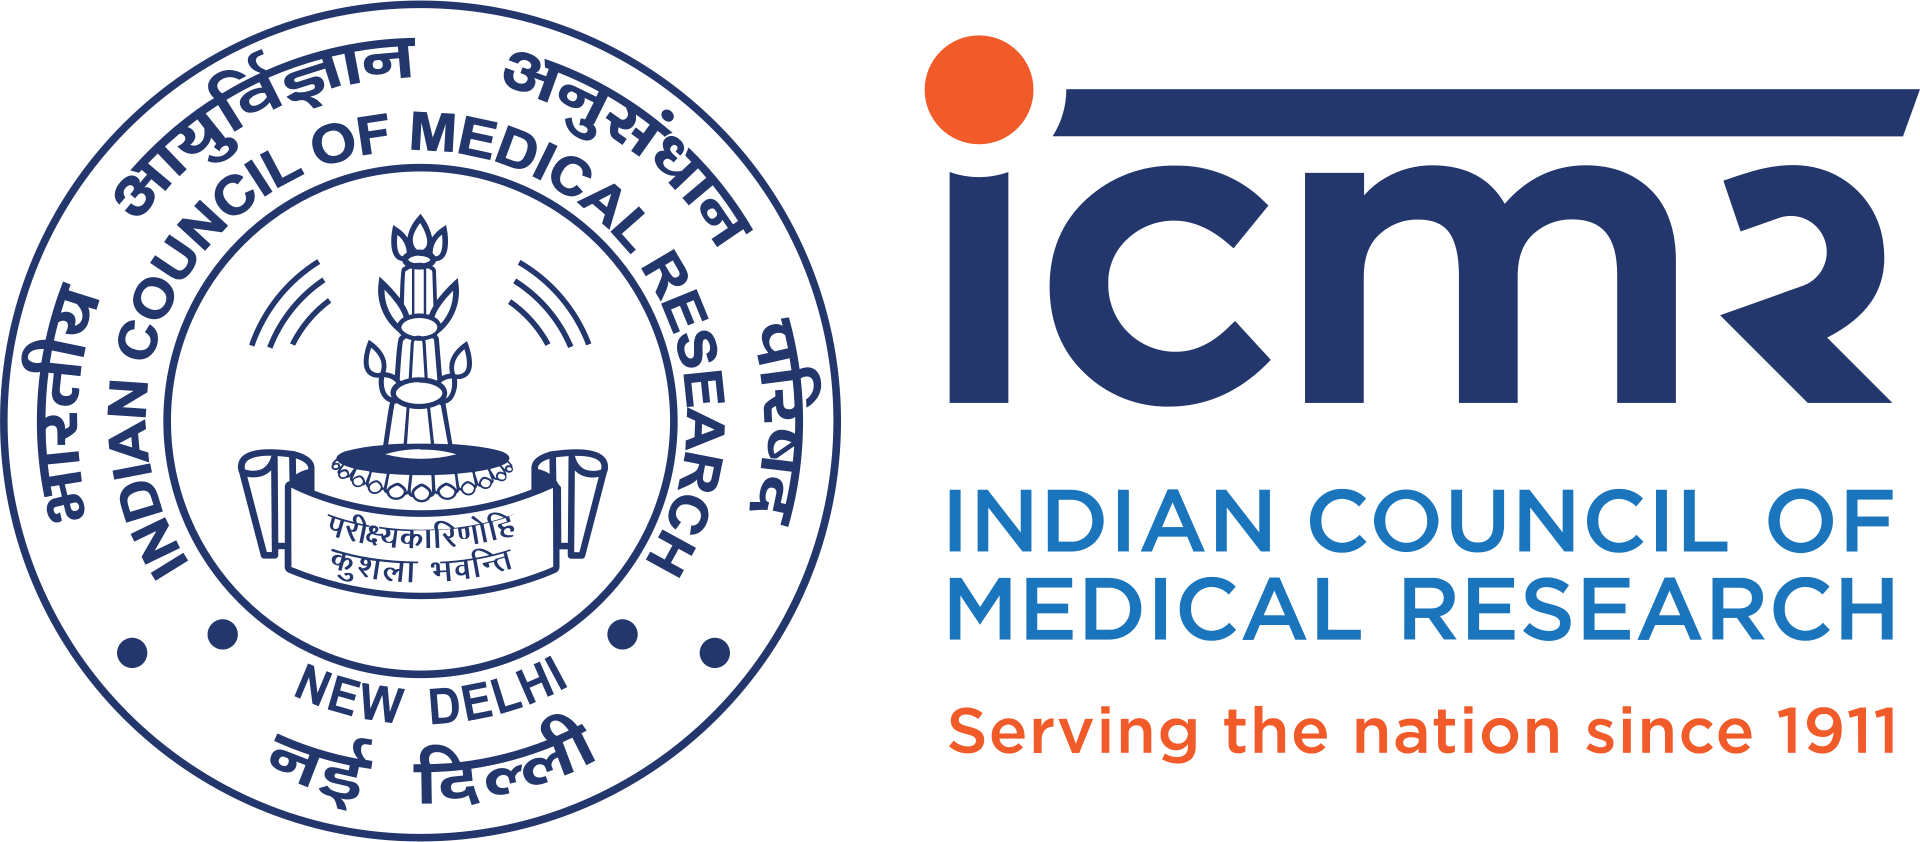 भारतीय आयुर्विज्ञान अनुसंधान परिषद
INDIAN COUNCIL OF MEDICAL RESEARCH
परीक्ष्यकारिणोहि
कुशला भवन्ति
NEW DELHI
नई दिल्ली
icmr
INDIAN COUNCIL OF
MEDICAL RESEARCH
Serving the nation since 1911